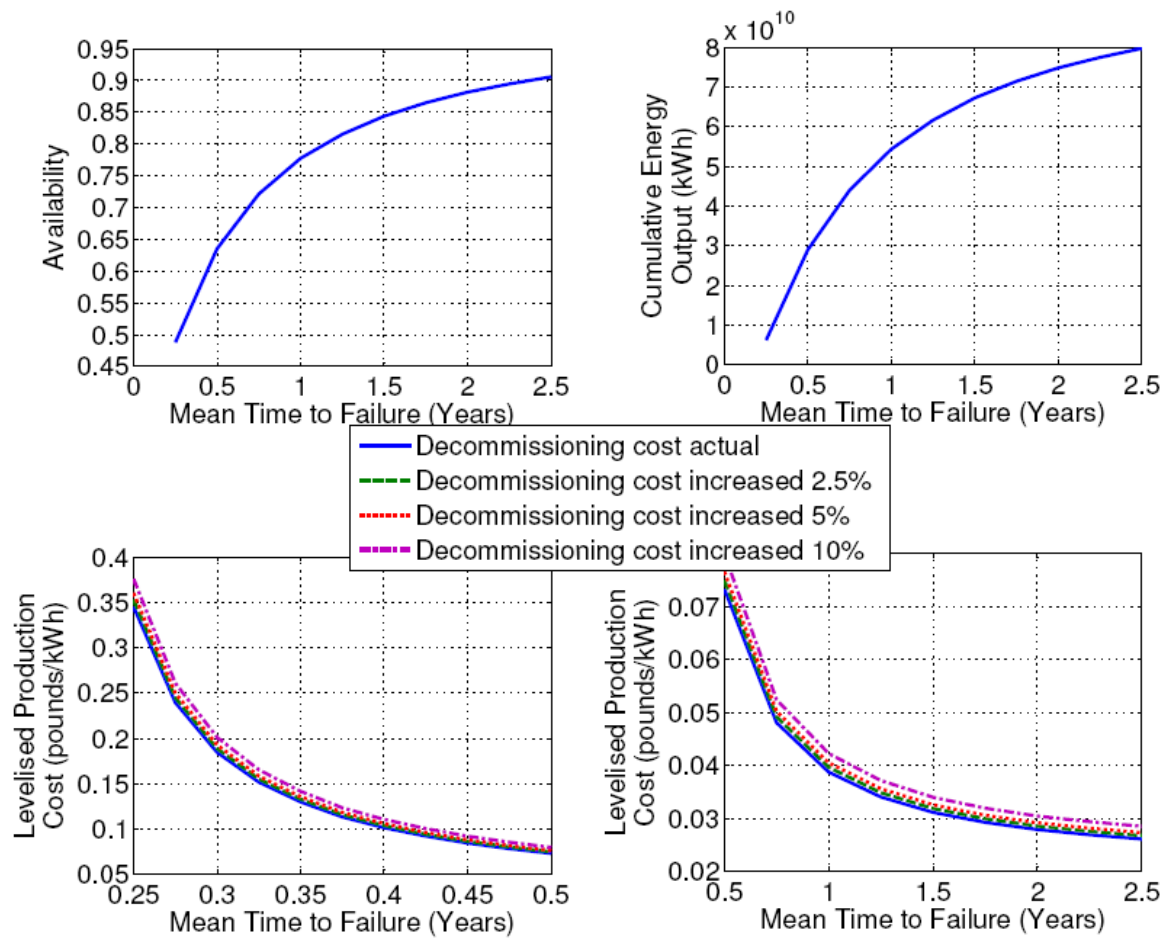 x 10^10
0.95
0.9
0.85
0.8
0.75
0.7
0.65
0.6
0.55
0.5
0.45
Availability
0 0.5 1 1.5 2 2.5
Mean Time to Failure (Years)
8
7
6
5
4
3
2
1
0
Cumulative Energy
Output (kWh)
0 0.5 1 1.5 2 2.5
Mean Time to Failure (Years)
Decommissioning cost actual
Decommissioning cost increased 2.5%
Decommissioning cost increased 5%
Decommissioning cost increased 10%
0.4
0.35
0.3
0.25
0.2
0.15
0.1
0.05
Levelised Production
Cost (pounds/kWh)
0.25 0.3 0.35 0.4 0.45 0.5
Mean Time to Failure (Years)
0.07
0.06
0.05
0.04
0.03
0.02
Levelised Production
Cost (pounds/kWh)
0.5 1 1.5 2 2.5
Mean Time to Failure (Years)